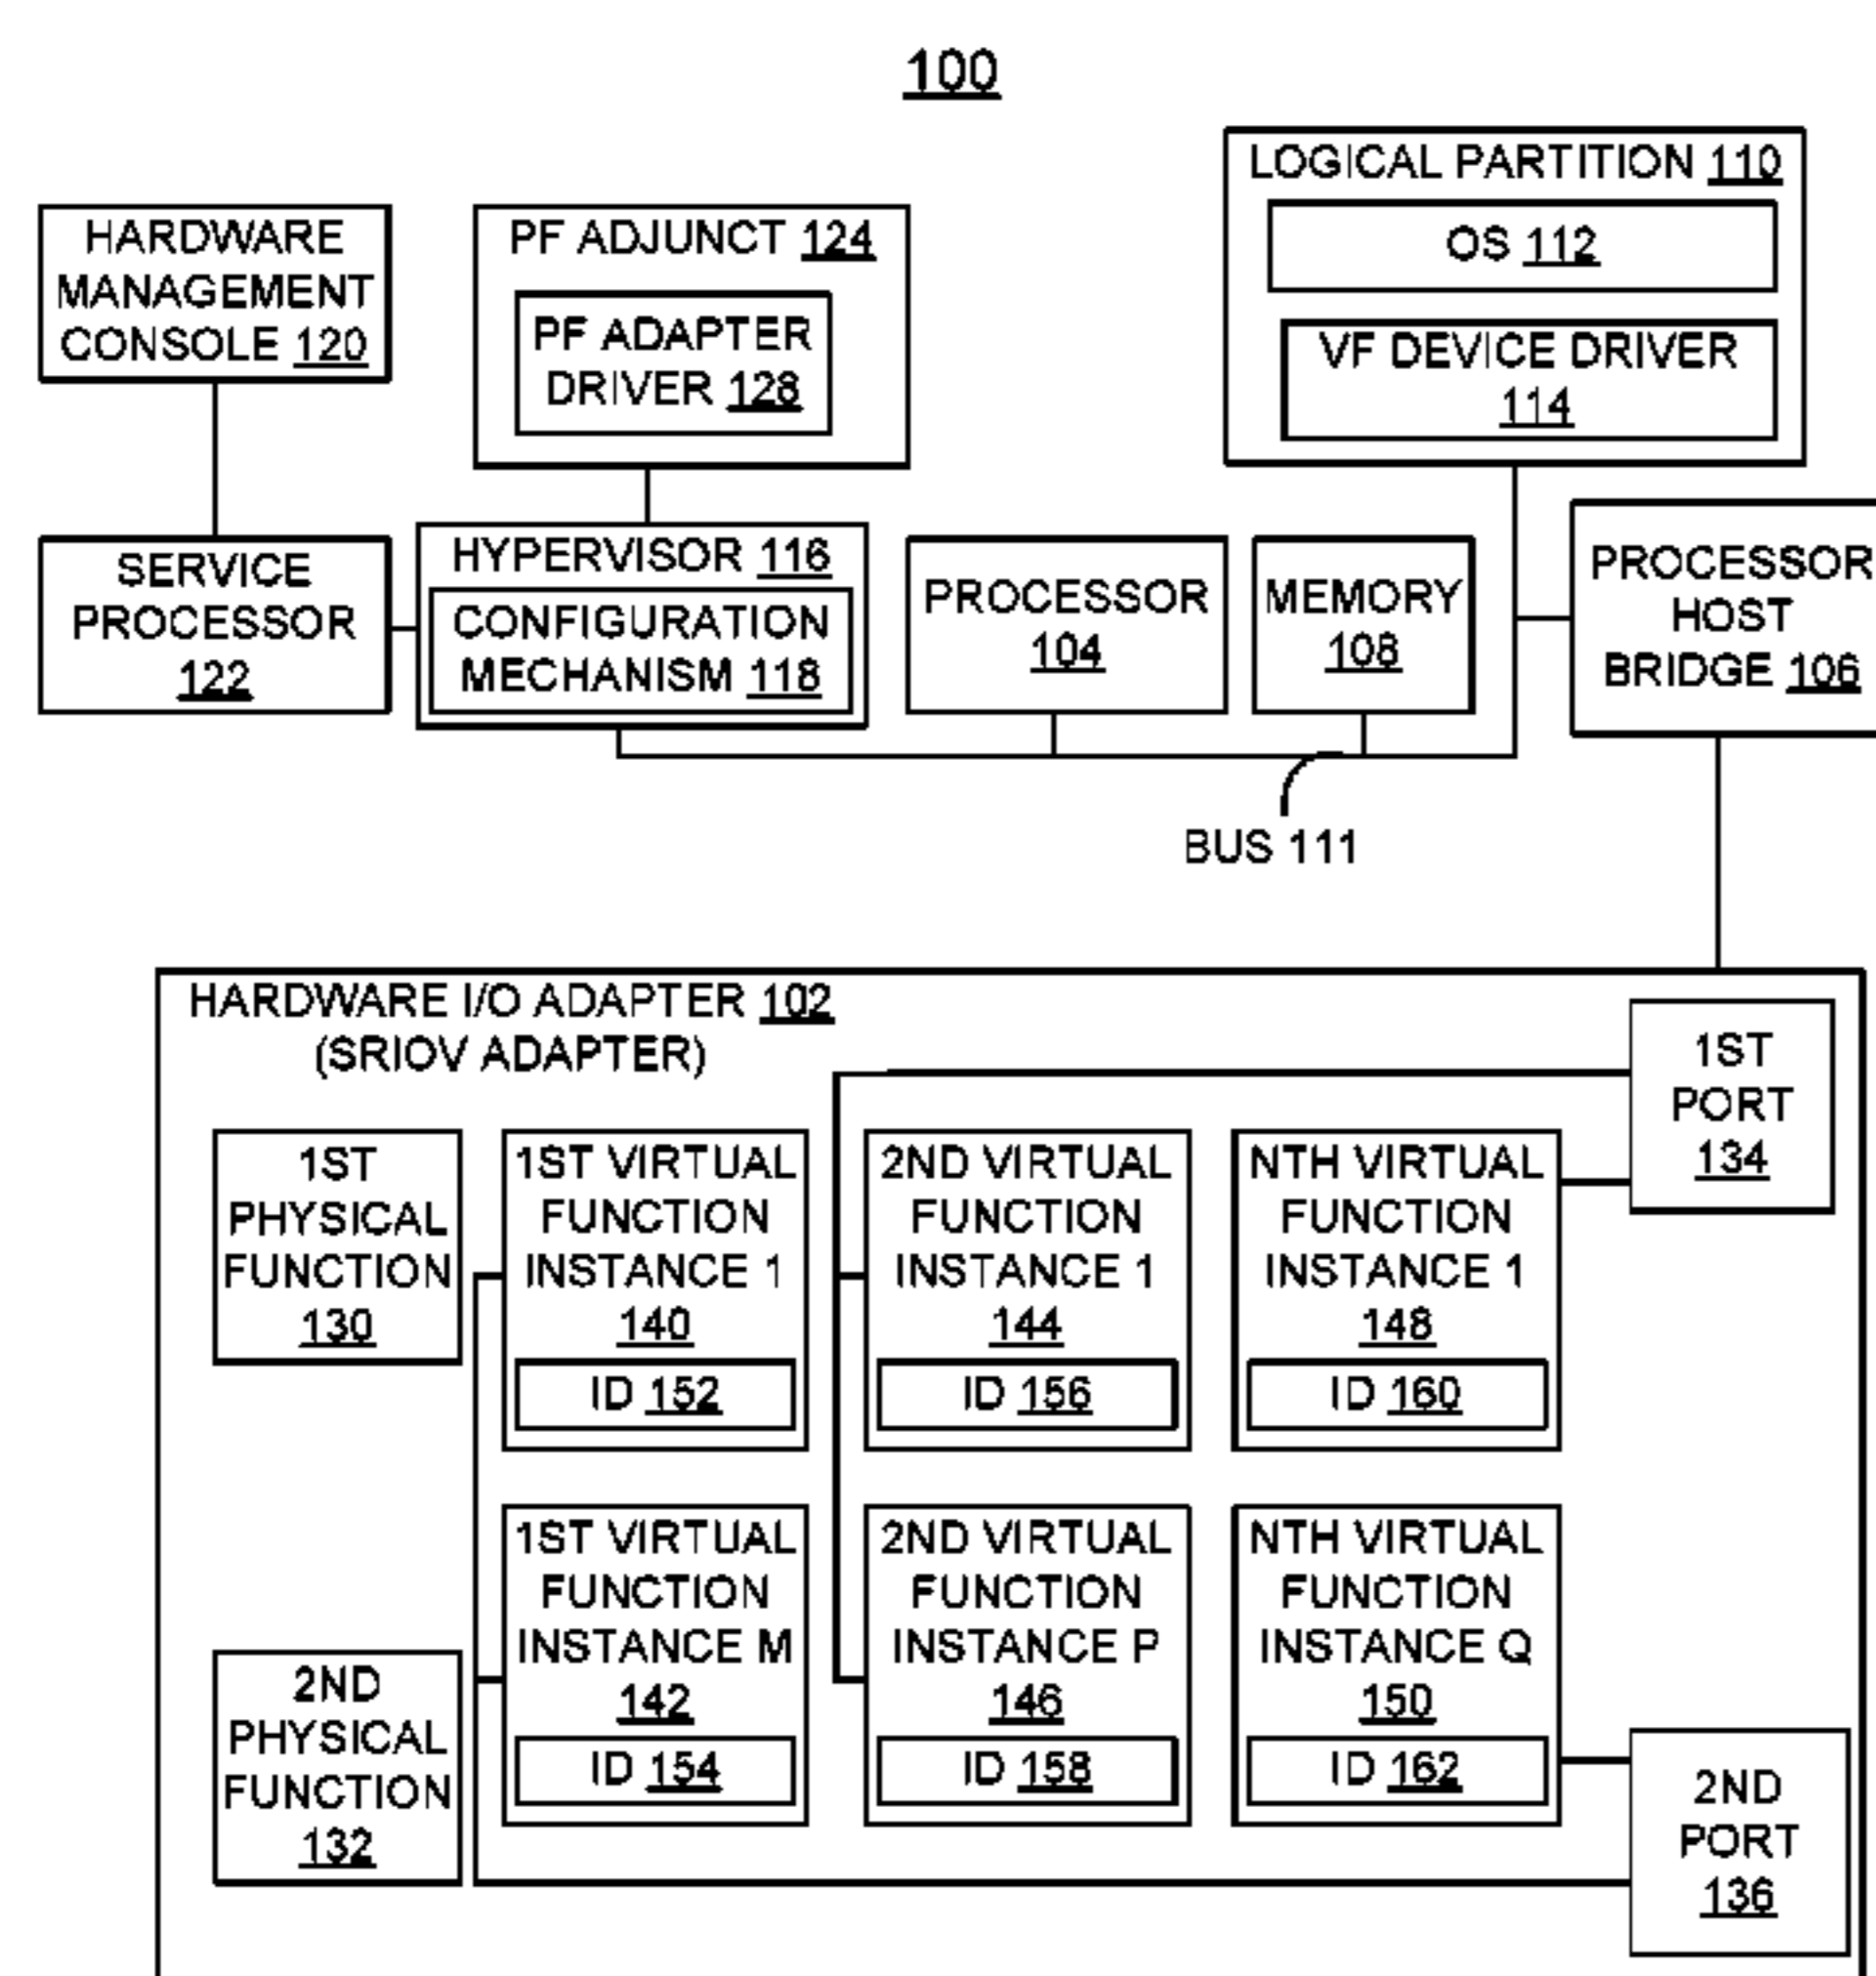 100
LOGICAL PARTITION 110
OS 112
VF DEVICE DRIVER
114
HARDWARE
MANAGEMENT
CONSOLE 120
PF ADJUNCT 124
PF ADAPTER
DRIVER 128
SERVICE
PROCESSOR
122
HYPERVISOR 116
CONFIGURATION
MECHANISM 118
PROCESSOR
104
MEMORY
108
PROCESSOR
HOST
BRIDGE 106
BUS 111
HARDWARE I/O ADAPTER 102
(SRIOV ADAPTER)
1ST
PORT
134
1ST
PHYSICAL
FUNCTION
130
1ST VIRTUAL
FUNCTION
INSTANCE 1
140
ID 152
2ND VIRTUAL
FUNCTION
INSTANCE 1
144
ID 156
NTH VIRTUAL
FUNCTION
INSTANCE 1
148
ID 160
2ND
PHYSICAL
FUNCTION
132
1ST VIRTUAL
FUNCTION
INSTANCE M
142
ID 154
2ND VIRTUAL
FUNCTION
INSTANCE P
146
ID 158
NTH VIRTUAL
FUNCTION
INSTANCE Q
150
ID 162
2ND
PORT
136